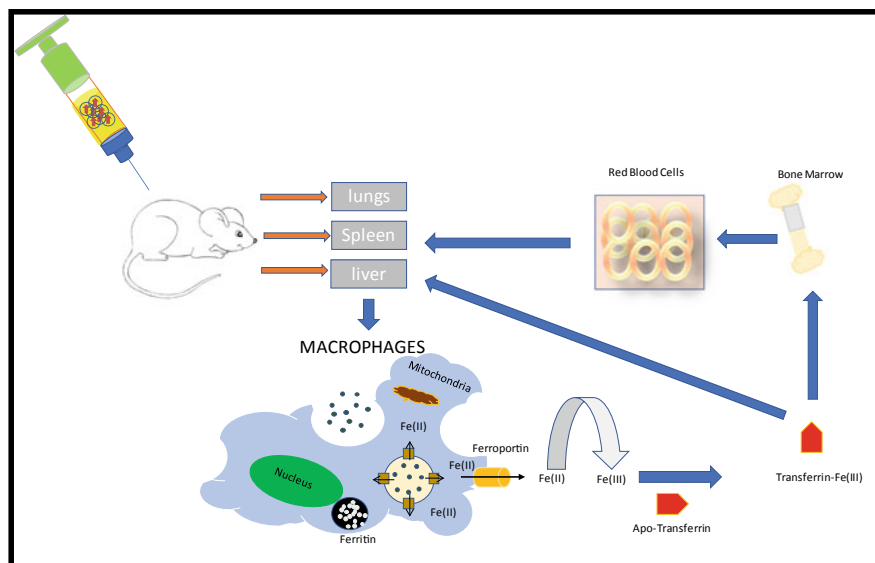 Red Blood Cells
Bone Marrow
lungs
Spleen
liver
MACROPHAGES
Mitochondria
Fe(II)
Nucleus
Fe(II)
Ferroportin
Fe(II)
Fe(III)
Transferrin-Fe(III)
Fe(II)
Apo-Transferrin
Ferritin